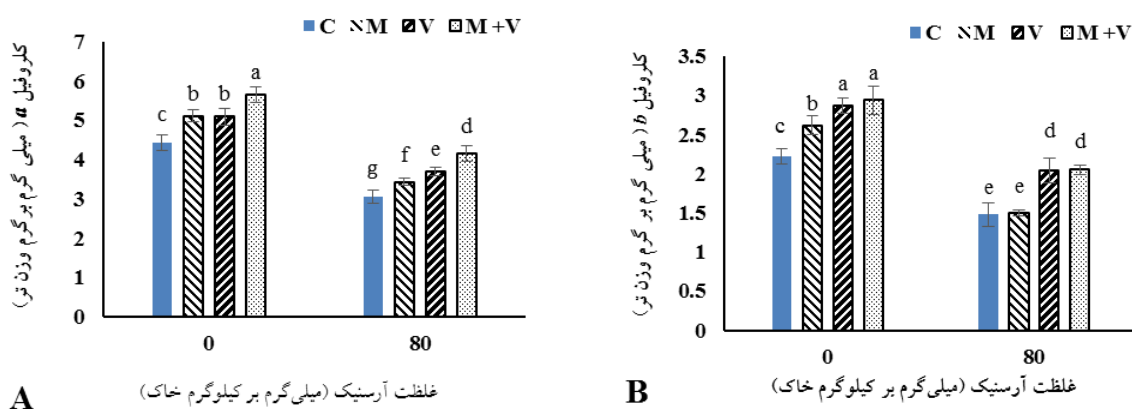 C M V M +V
کلروفیل a ( میلی گرم بر گرم وزن تر)
7
6
5
4
3
2
1
0
c b b a
g f e d
0 80
غلظت آرسنیک (میلی‌گرم بر کیلوگرم خاک)
A
C M V M +V
کلروفیل b ( میلی گرم بر گرم وزن تر)
3.5
3
2.5
2
1.5
1
0.5
0
c b a a
e e d d
0 80
غلظت آرسنیک (میلی‌گرم بر کیلوگرم خاک)
B